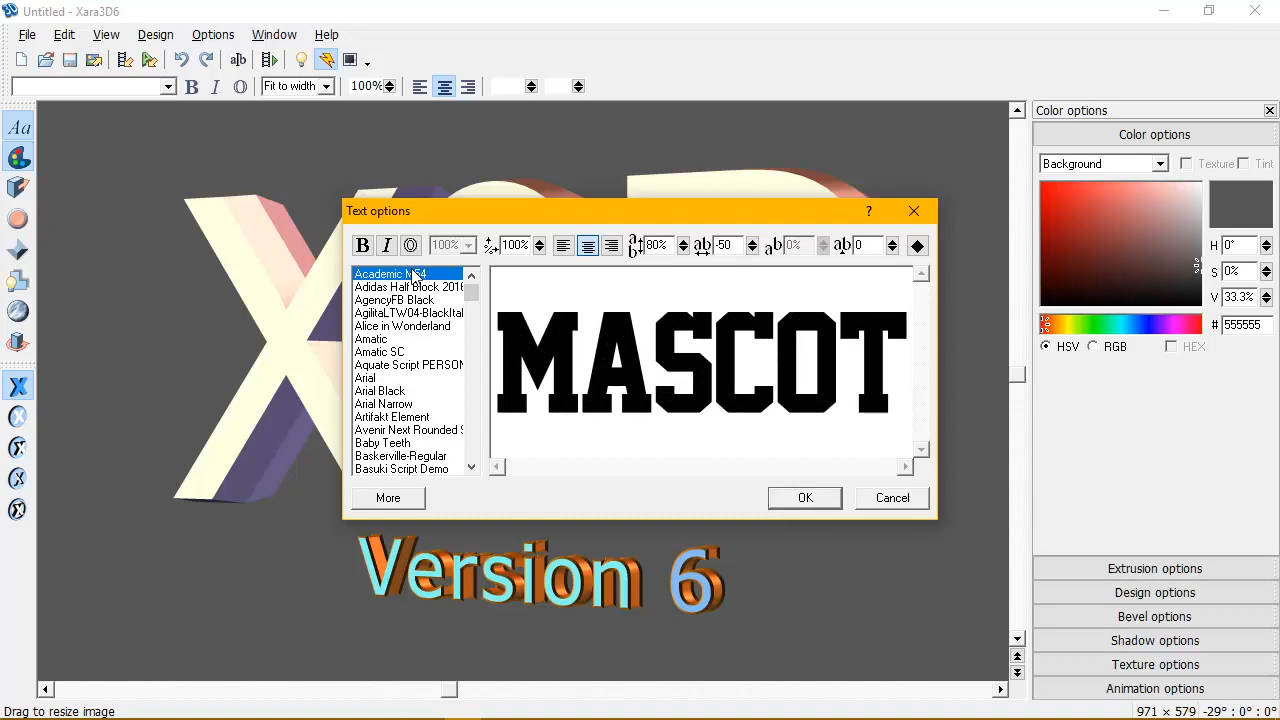 Untitled - Xara3D6
File Edit View Design Options Window Help
B I O Fit to width 100%
Aa
Color options
Color options
Background Texture Tint
H 0°
S 0%
V 33.3%
# 555555
HSV RGB HEX
Text options ?
B I O 100% 100% 80% ab -50 ab 0% ab 0
Academic M54
Adidas Half Block 2016
AgencyFB Black
AgilitaLTW04-BlackItal
Alice in Wonderland
Amatic
Amatic SC
Aquate Script PERSON
Arial
Arial Black
Arial Narrow
Artifakt Element
Avenir Next Rounded S
Baby Teeth
Baskerville-Regular
Basuki Script Demo
MASCOT
More OK Cancel
Version 6
Extrusion options
Design options
Bevel options
Shadow options
Texture options
Animation options
Drag to resize image 971 × 579 -29° : 0° : 0°